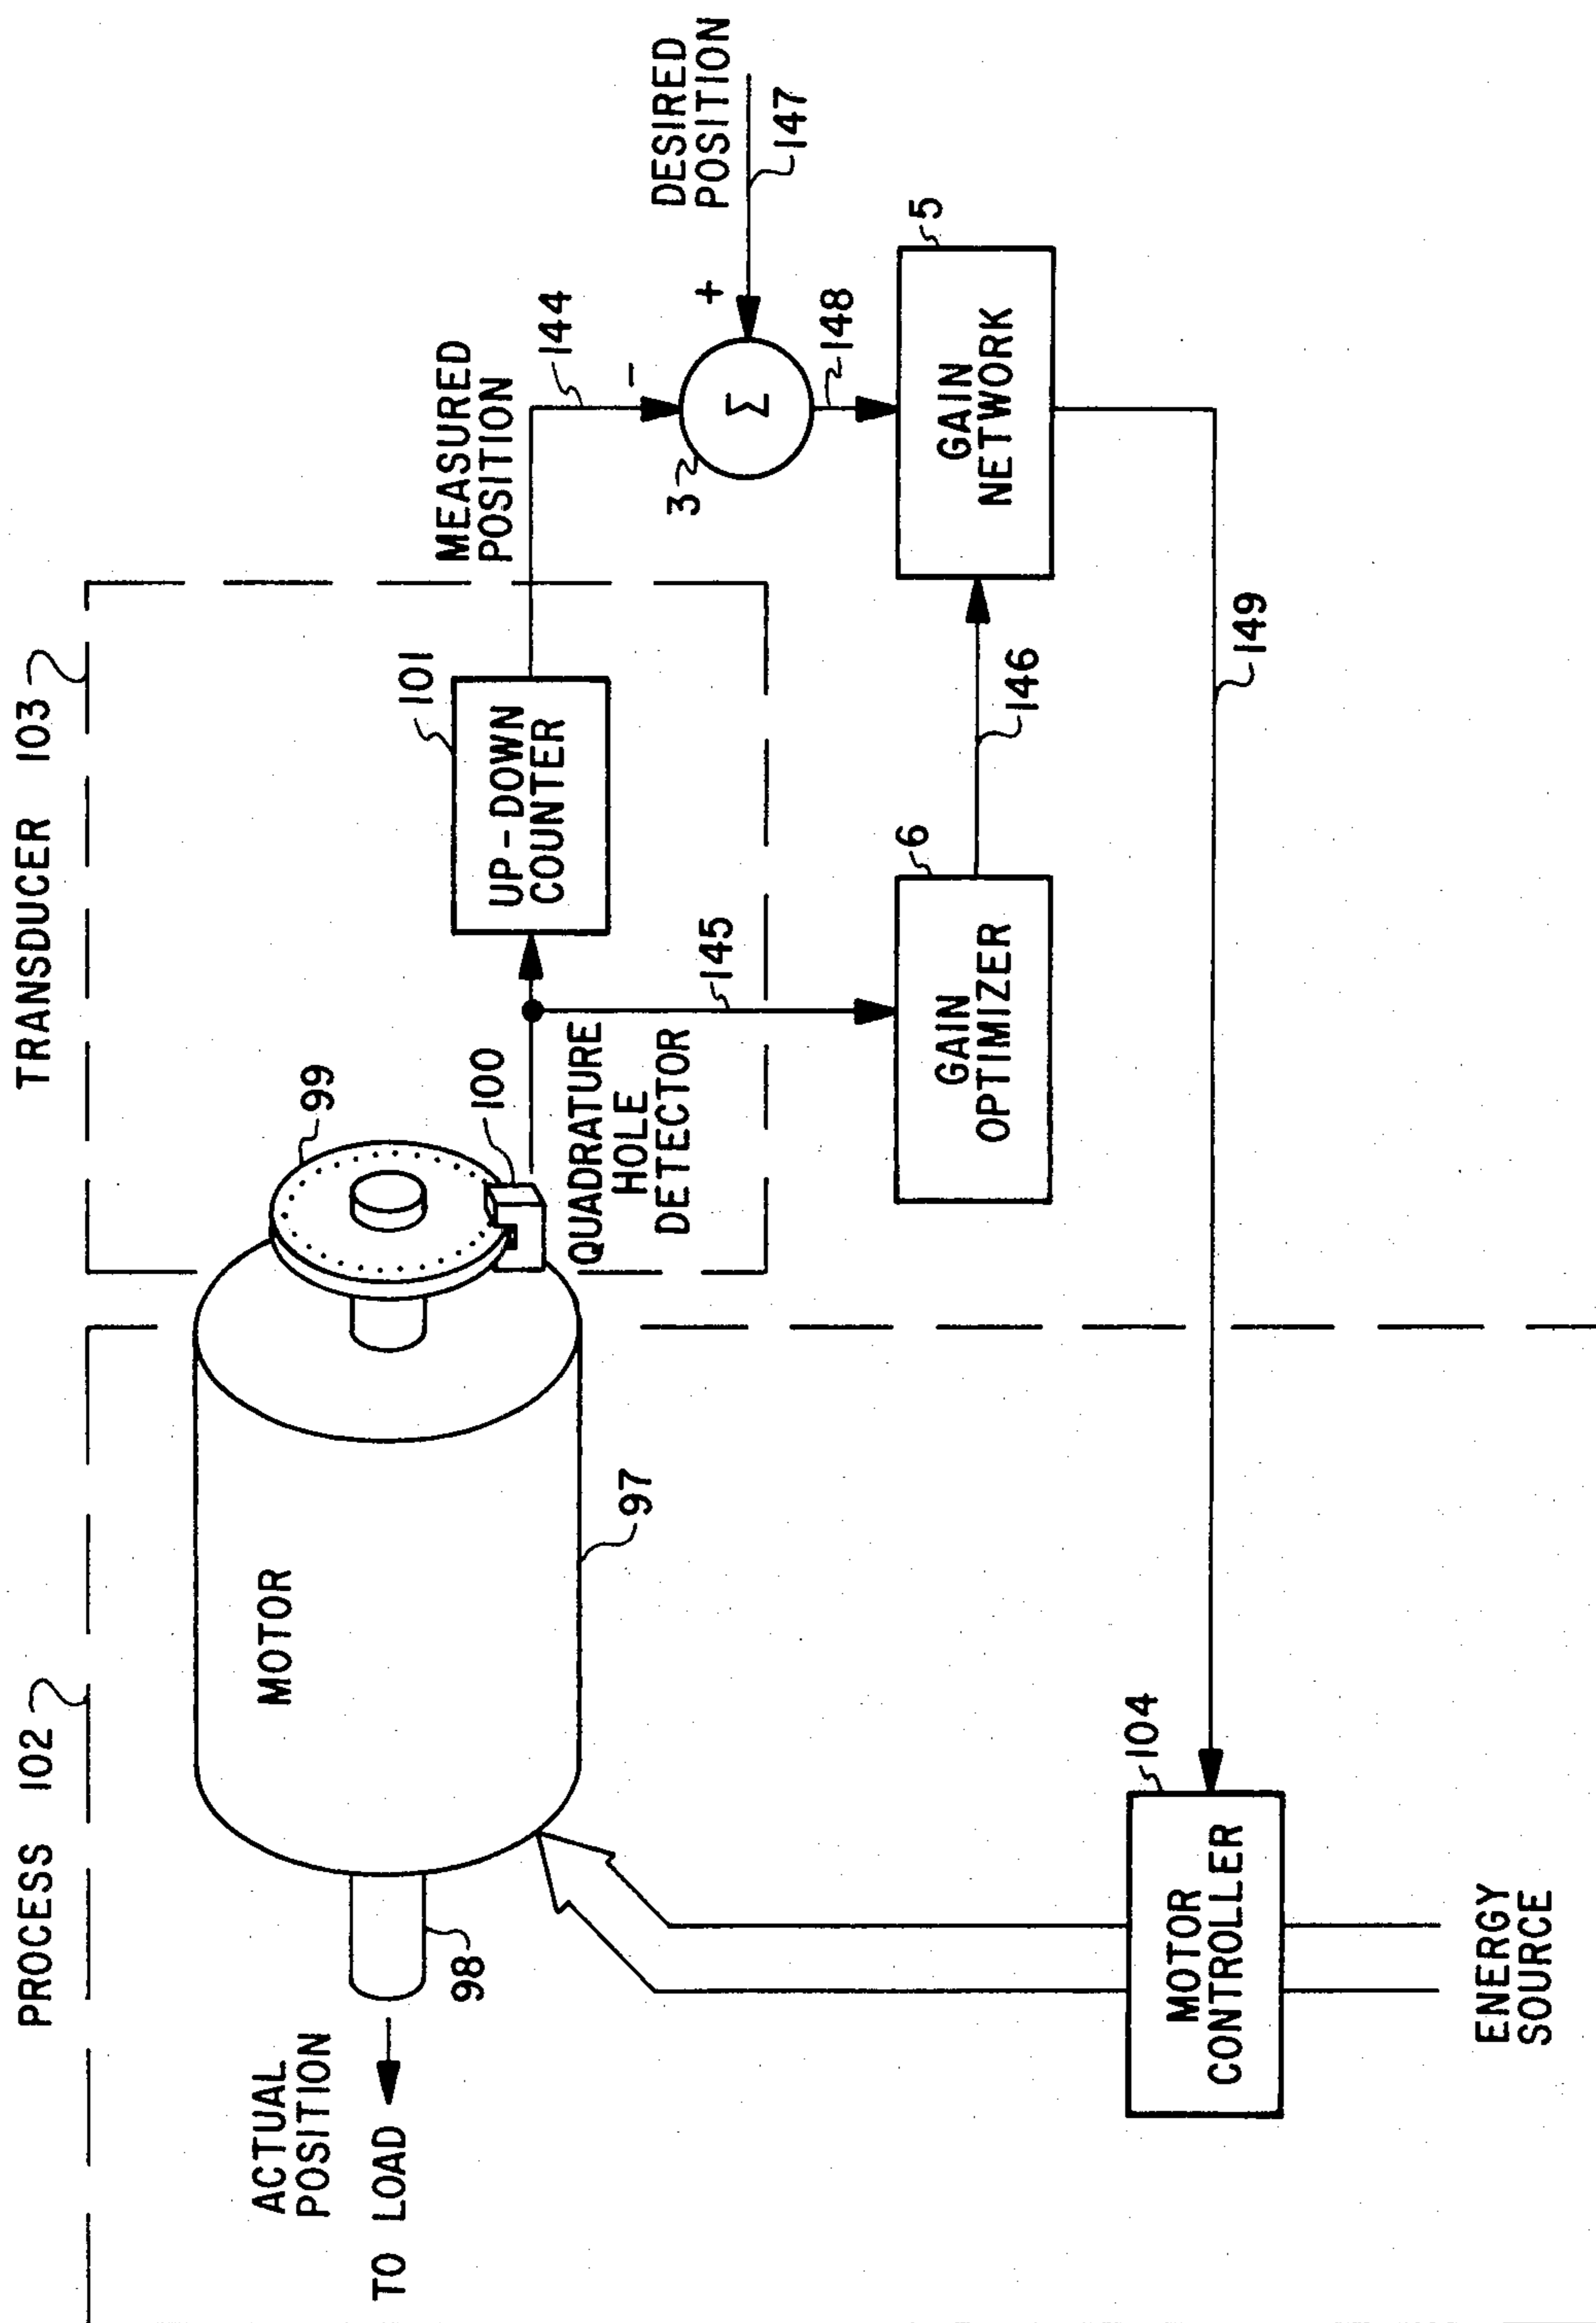 PROCESS 102
TRANSDUCER 103
ACTUAL
POSITION
TO LOAD
98
MOTOR
97
99
100
QUADRATURE
HOLE
DETECTOR
101
UP-DOWN
COUNTER
145
MEASURED
POSITION
144
-
+
Σ
3
DESIRED
POSITION
147
148
5
GAIN
NETWORK
146
6
GAIN
OPTIMIZER
149
104
MOTOR
CONTROLLER
ENERGY
SOURCE